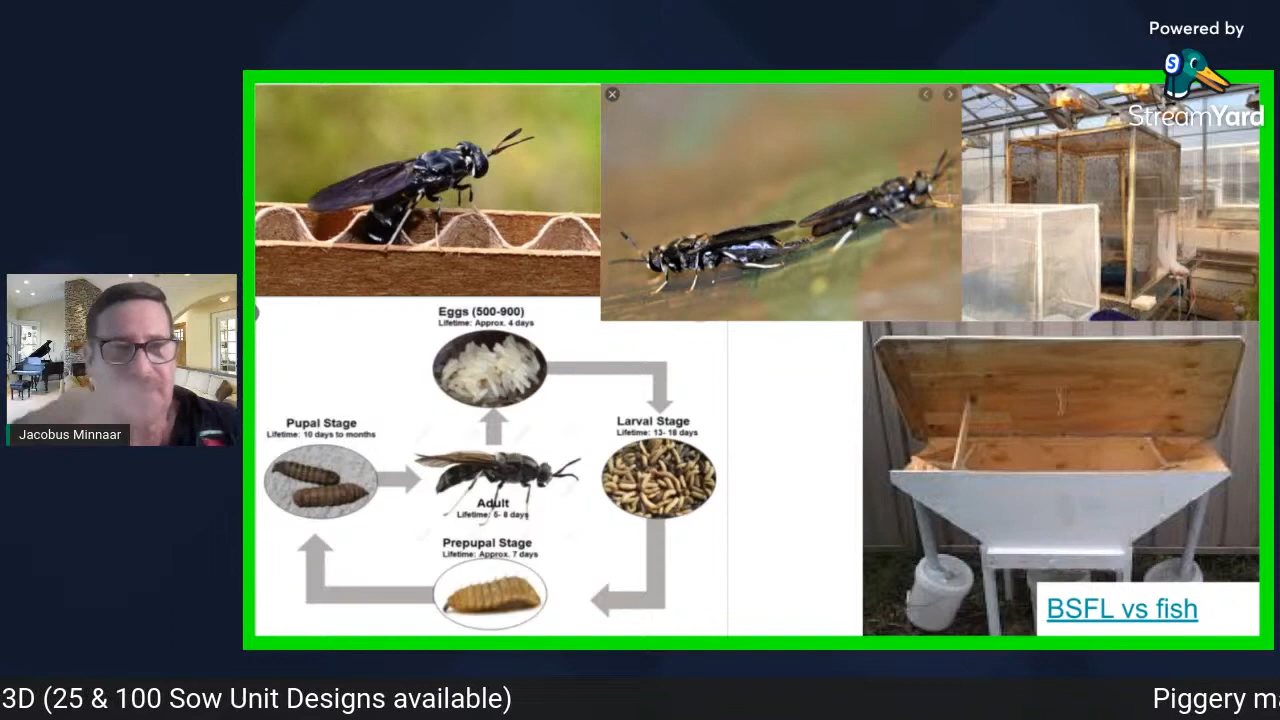 Powered by
StreamYard
Eggs (500-900)
Lifetime: Approx. 4 days
Pupal Stage
Lifetime: 10 days to months
Larval Stage
Lifetime: 13- 18 days
Adult
Lifetime: 5- 8 days
Prepupal Stage
Lifetime: Approx. 7 days
BSFL vs fish
Jacobus Minnaar
3D (25 & 100 Sow Unit Designs available)
Piggery m